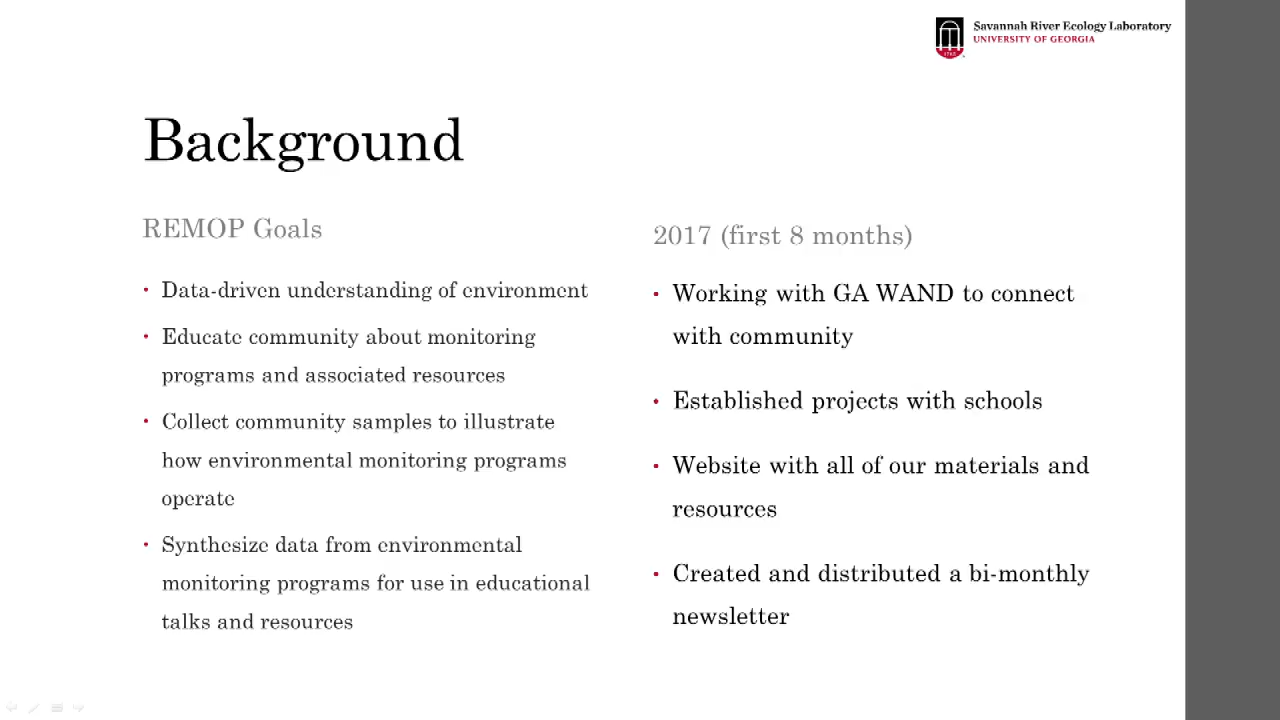 Savannah River Ecology Laboratory
UNIVERSITY OF GEORGIA
1785
Background
REMOP Goals
• Data-driven understanding of environment
• Educate community about monitoring
programs and associated resources
• Collect community samples to illustrate
how environmental monitoring programs
operate
• Synthesize data from environmental
monitoring programs for use in educational
talks and resources
2017 (first 8 months)
• Working with GA WAND to connect
with community
• Established projects with schools
• Website with all of our materials and
resources
• Created and distributed a bi-monthly
newsletter